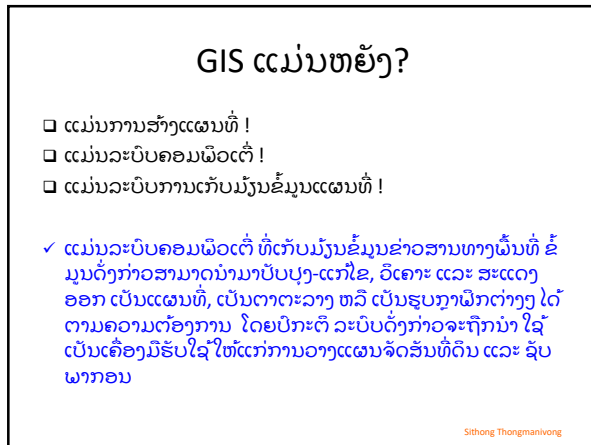 GIS ແມ່ນຫຍັງ?
❑ ແມ່ນການສ້າງແຜນທີ່ !
❑ ແມ່ນລະບົບຄອມພິວເຕີ່ !
❑ ແມ່ນລະບົບການເກັບມ້ຽນຂໍ້ມູນແຜນທີ່ !
✓ ແມ່ນລະບົບຄອມພິວເຕີ່ ທີ່ເກັບມ້ຽນຂໍ້ມູນຂ່າວສານທາງພື້ນທີ່ ຂໍ້
ມູນດັ່ງກ່າວສາມາດນຳມາປັບປຸງ-ແກ້ໄຂ, ວິເຄາະ ແລະ ສະແດງ
ອອກ ເປັນແຜນທີ່, ເປັນຕາຕະລາງ ຫລື ເປັນຮູບກຼາຟິກຕ່າງໆ ໄດ້
ຕາມຄວາມຕ້ອງການ ໂດຍປົກະຕິ ລະບົບດັ່ງກ່າວຈະຖືກນຳ ໃຊ້
ເປັນເຄື່ອງມືຮັບໃຊ້ ໃຫ້ແກ່ການວາງແຜນຈັດສັນທີ່ດິນ ແລະ ຊັບ
ພາກອນ
Sithong Thongmanivong